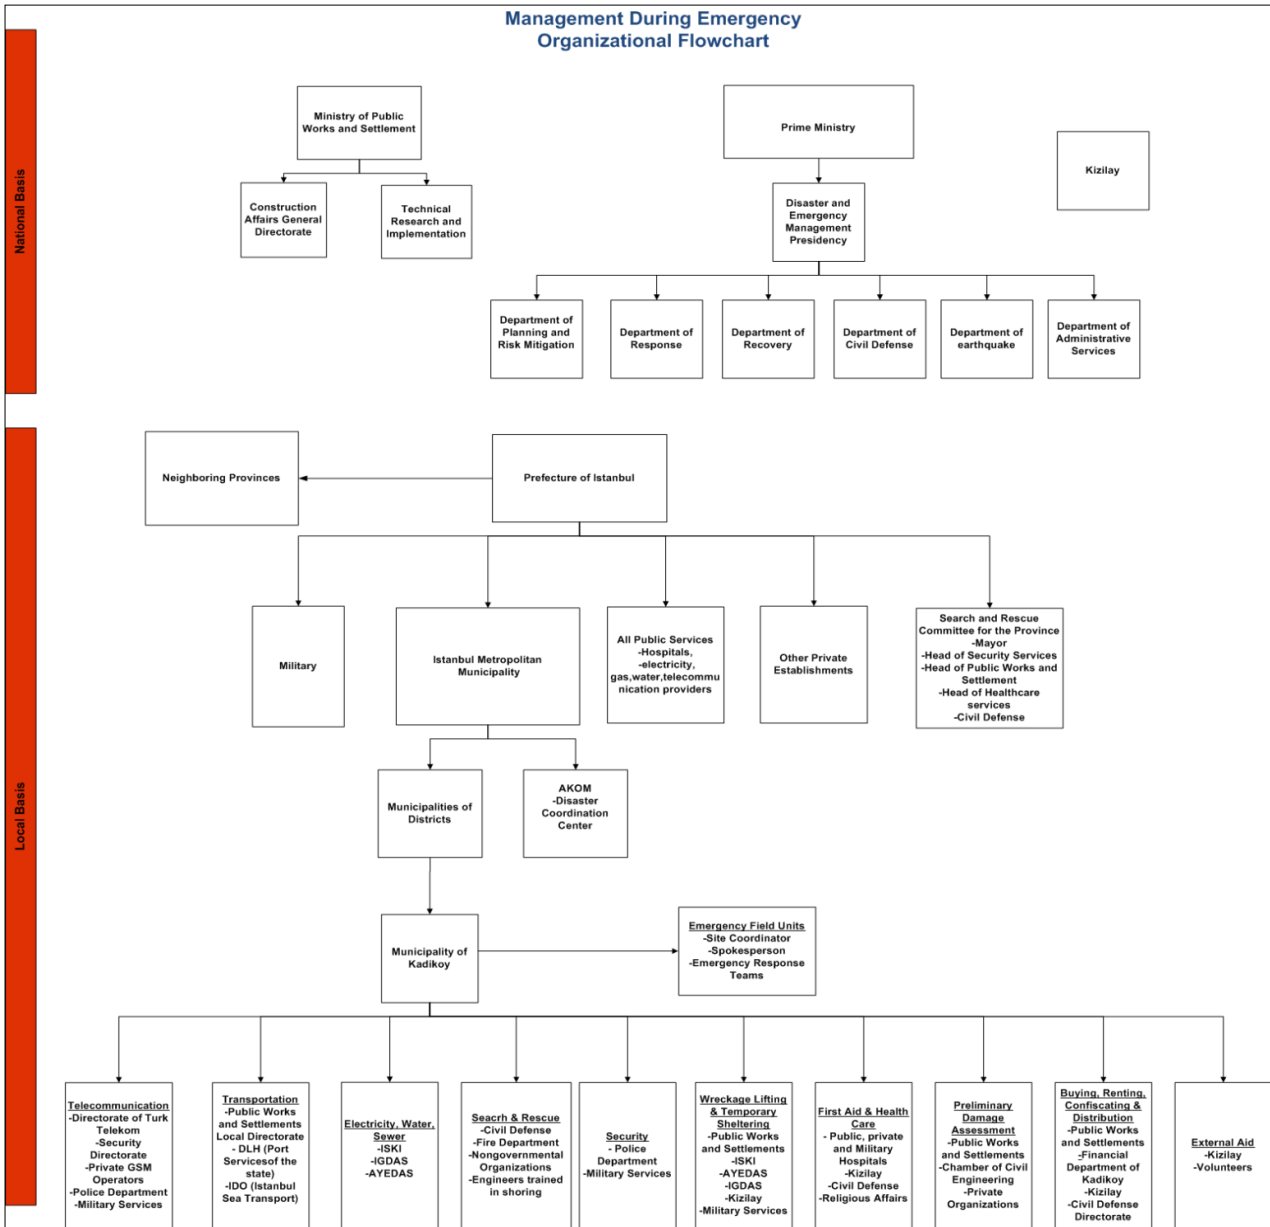 Management During Emergency
Organizational Flowchart
National Basis
Ministry of Public
Works and Settlement
Prime Ministry
Kizilay
Construction
Affairs General
Directorate
Technical
Research and
Implementation
Disaster and
Emergency
Management
Presidency
Department of
Planning and
Risk Mitigation
Department of
Response
Department of
Recovery
Department of
Civil Defense
Department of
earthquake
Department of
Administrative
Services
Local Basis
Neighboring Provinces
Prefecture of Istanbul
Military
Istanbul Metropolitan
Municipality
All Public Services
-Hospitals,
-electricity,
gas,water,telecommu
nication providers
Other Private
Establishments
Search and Rescue
Committee for the Province
-Mayor
-Head of Security Services
-Head of Public Works and
Settlement
-Head of Healthcare
services
-Civil Defense
Municipalities of
Districts
AKOM
-Disaster
Coordination
Center
Municipality of
Kadikoy
Emergency Field Units
-Site Coordinator
-Spokesperson
-Emergency Response
Teams
Telecommunication
-Directorate of Turk
Telekom
-Security
Directorate
-Private GSM
Operators
-Police Department
-Military Services
Transportation
-Public Works
and Settlements
Local Directorate
- DLH (Port
Servicesof the
state)
-IDO (Istanbul
Sea Transport)
Electricity, Water,
Sewer
-ISKI
-IGDAS
-AYEDAS
Seacrh & Rescue
-Civil Defense
-Fire Department
-Nongovernmental
Organizations
-Engineers trained
in shoring
Security
- Police
Department
-Military Services
Wreckage Lifting
& Temporary
Sheltering
-Public Works
and Settlements
-ISKI
-AYEDAS
-IGDAS
-Kizilay
-Military Services
First Aid & Health
Care
- Public, private
and Military
Hospitals
-Kizilay
-Civil Defense
-Religious Affairs
Preliminary
Damage
Assessment
-Public Works
and Settlements
-Chamber of Civil
Engineering
-Private
Organizations
Buying, Renting,
Confiscating &
Distribution
-Public Works
and Settlements
-Financial
Department of
Kadikoy
-Kizilay
-Civil Defense
Directorate
External Aid
-Kizilay
-Volunteers